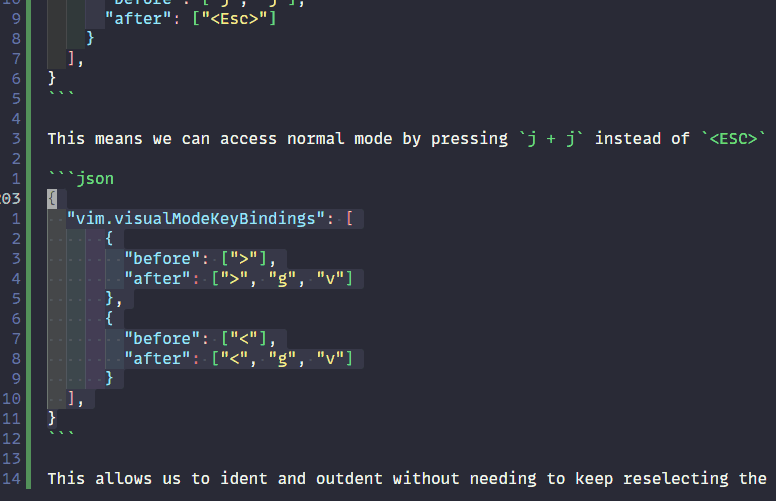 10 "before": ["j", "j"],
9 "after": ["<Esc>"]
8 }
7 ],
6 }
5 ```
4
3 This means we can access normal mode by pressing `j + j` instead of `<ESC>`
2
1 ```json
203 {
1 "vim.visualModeKeyBindings": [
2 {
3 "before": [">"],
4 "after": [">", "g", "v"]
5 },
6 {
7 "before": ["<"],
8 "after": ["<", "g", "v"]
9 }
10 ],
11 }
12 ```
13
14 This allows us to ident and outdent without needing to keep reselecting the